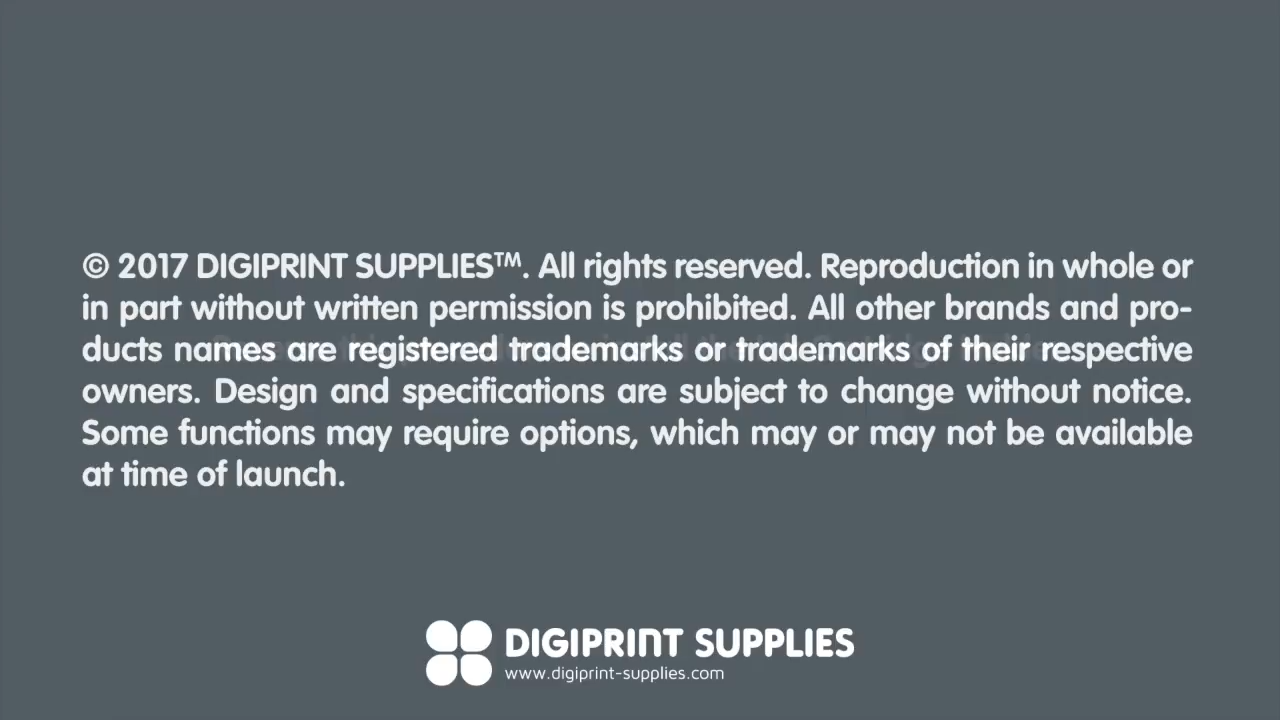 © 2017 DIGIPRINT SUPPLIES™. All rights reserved. Reproduction in whole or
in part without written permission is prohibited. All other brands and pro-
ducts names are registered trademarks or trademarks of their respective
owners. Design and specifications are subject to change without notice.
Some functions may require options, which may or may not be available
at time of launch.
DIGIPRINT SUPPLIES
www.digiprint-supplies.com